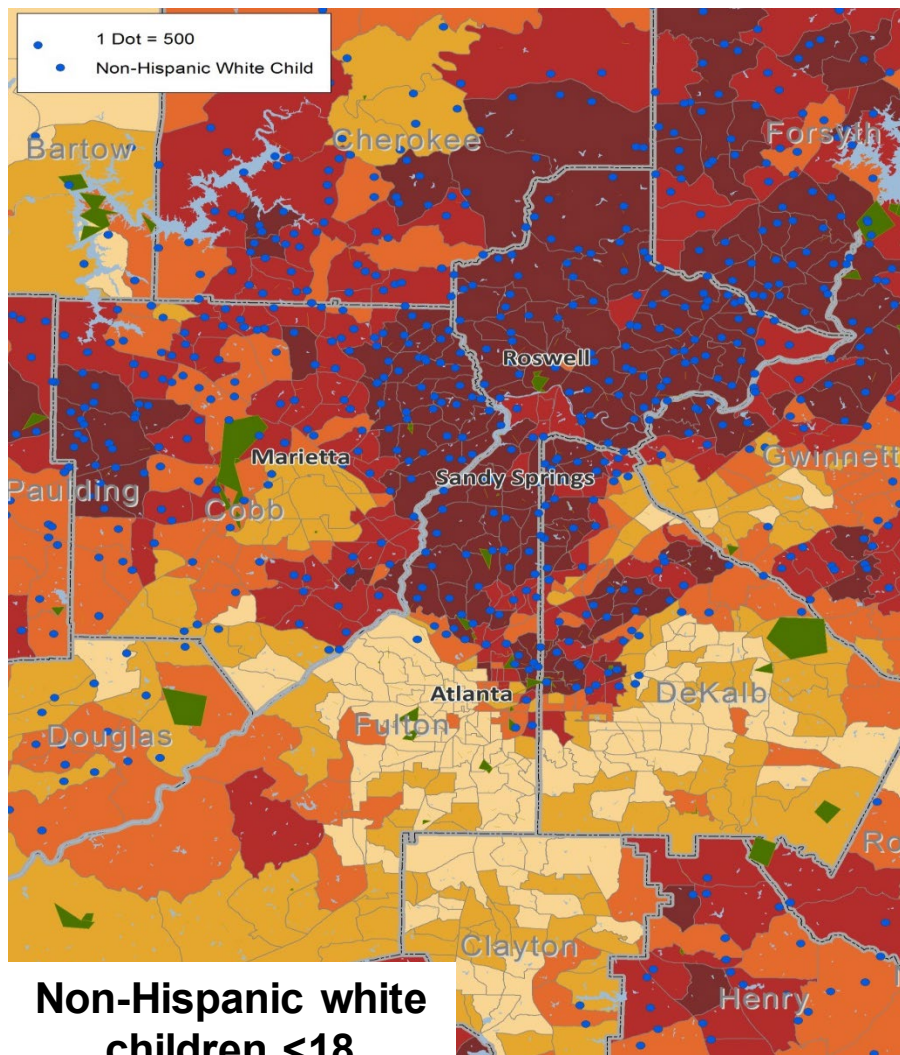 1 Dot = 500
Non-Hispanic White Child
Bartow
Cherokee
Forsyth
Roswell
Marietta
Sandy Springs
Gwinnett
Paulding
Cobb
Atlanta
DeKalb
Fulton
Douglas
Ro
Clayton
Henry
Non-Hispanic white
children <18